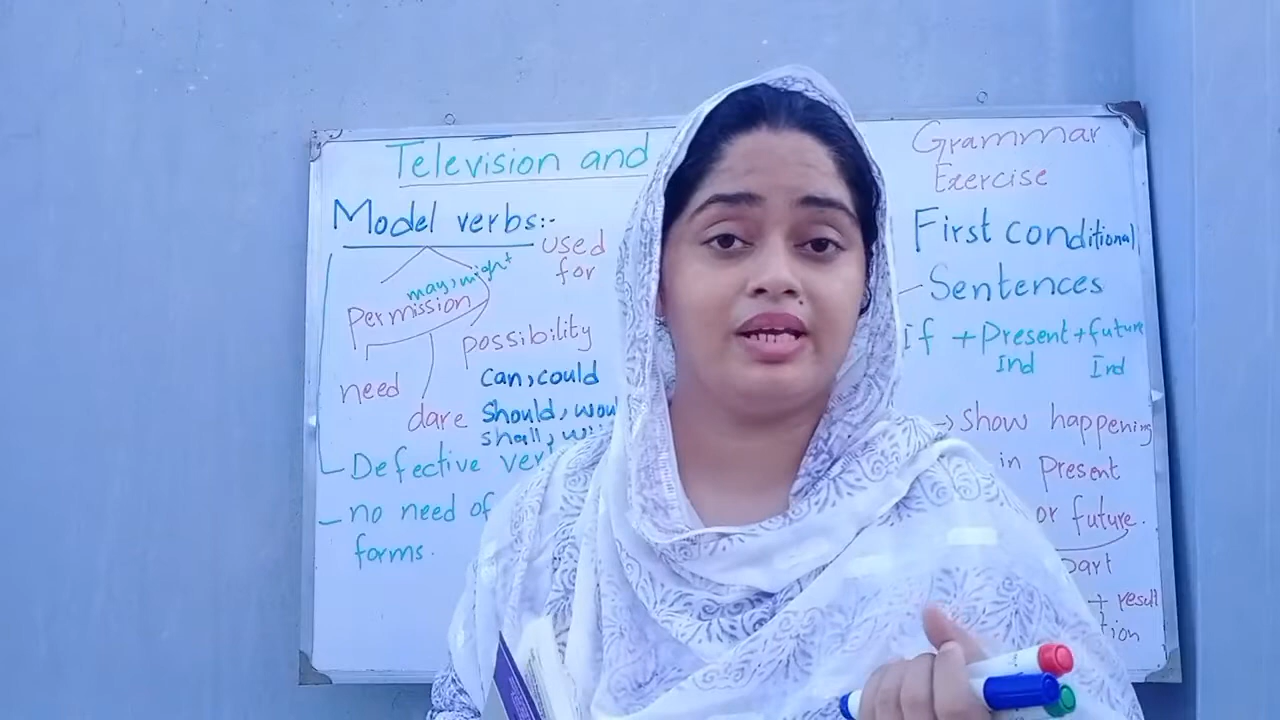 Television and
Model verbs:-
used
for
may, might
Permission
possibility
need
dare
can, could
Should, wou
shall, wi
Defective ver
no need of
forms.
Grammar
Exercise
First conditional
Sentences
If + Present + future
Ind Ind
→ show happening
in present
or future.
part
+ result
tion